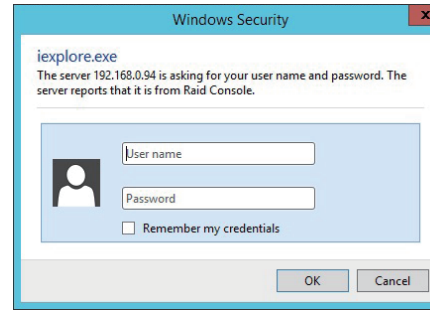 Windows Security
x
iexplore.exe
The server 192.168.0.94 is asking for your user name and password. The
server reports that it is from Raid Console.
User name
Password
Remember my credentials
OK
Cancel